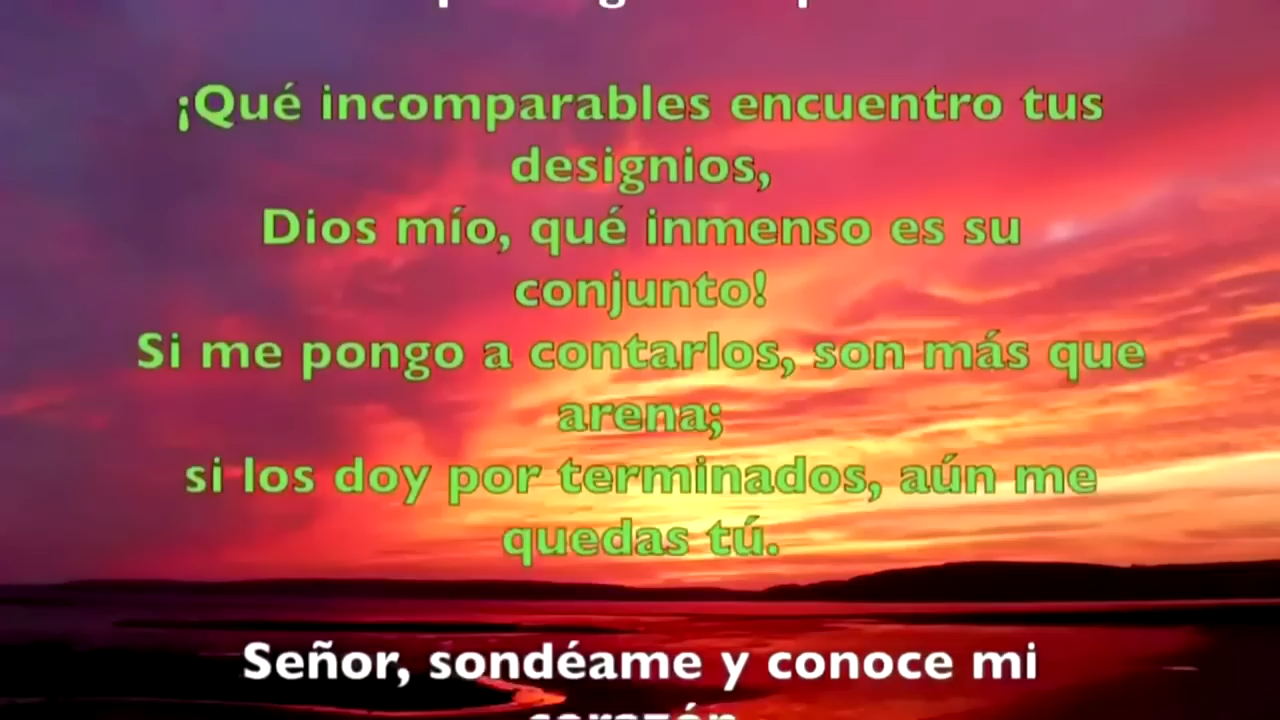 ¡Qué incomparables encuentro tus
designios,
Dios mío, qué inmenso es su
conjunto!
Si me pongo a contarlos, son más que
arena;
si los doy por terminados, aún me
quedas tú.
Señor, sondéame y conoce mi
corazón